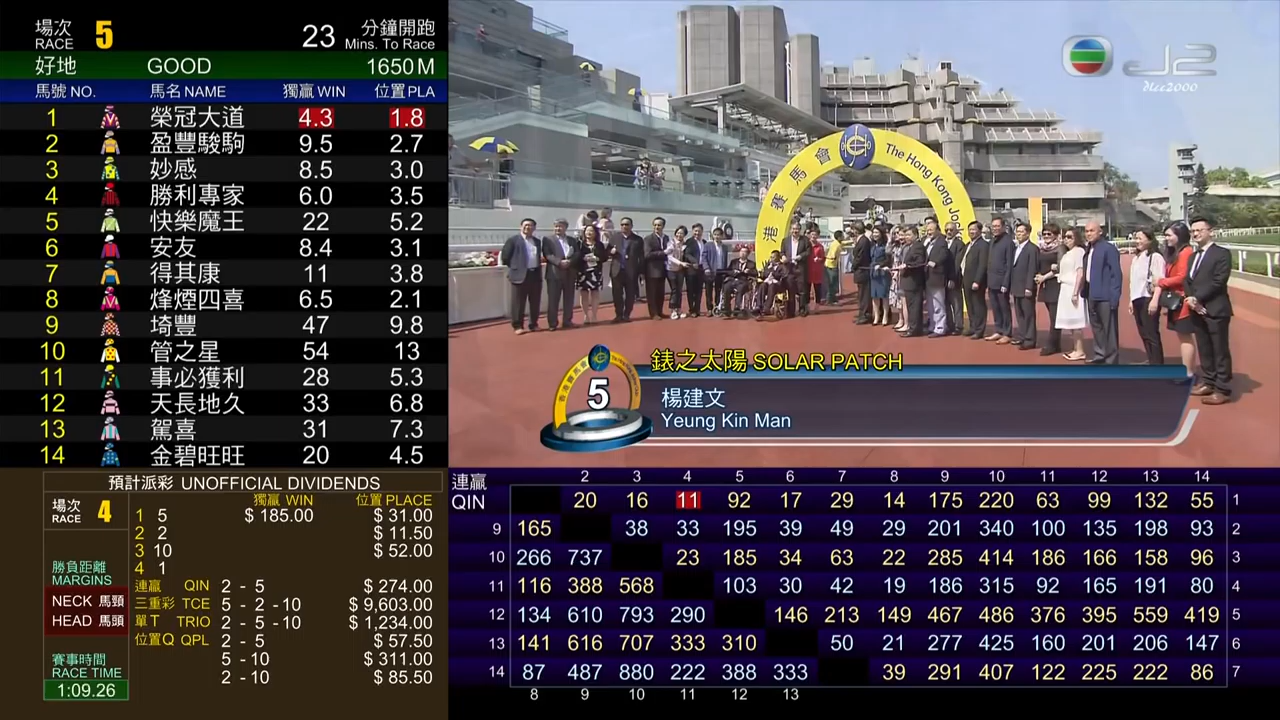 場次 RACE 5 23 分鐘開跑 Mins. To Race
好地 GOOD 1650 M
馬號 NO. 馬名 NAME 獨贏 WIN 位置 PLA
1 榮冠大道 4.3 1.8
2 盈豐駿駒 9.5 2.7
3 妙感 8.5 3.0
4 勝利專家 6.0 3.5
5 快樂魔王 22 5.2
6 安友 8.4 3.1
7 得其康 11 3.8
8 烽煙四喜 6.5 2.1
9 埼豐 47 9.8
10 管之星 54 13
11 事必獲利 28 5.3
12 天長地久 33 6.8
13 駕喜 31 7.3
14 金碧旺旺 20 4.5
J2
dicc2000
香港賽馬會 The Hong Kong Jo
5
錶之太陽 SOLAR PATCH
楊建文
Yeung Kin Man
預計派彩 UNOFFICIAL DIVIDENDS
場次 RACE 4
獨贏 WIN 位置 PLACE
1 5 $ 185.00 $ 31.00
2 2 $ 11.50
3 10 $ 52.00
4 1
勝負距離
MARGINS
NECK 馬頸
HEAD 馬頭
賽事時間
RACE TIME
1:09.26
連贏 QIN 2 - 5 $ 274.00
三重彩 TCE 5 - 2 - 10 $ 9,603.00
單T TRIO 2 - 5 - 10 $ 1,234.00
位置Q QPL 2 - 5 $ 57.50
5 - 10 $ 311.00
2 - 10 $ 85.50
連贏
QIN
2 3 4 5 6 7 8 9 10 11 12 13 14
20 16 11 92 17 29 14 175 220 63 99 132 55 1
9 165 38 33 195 39 49 29 201 340 100 135 198 93 2
10 266 737 23 185 34 63 22 285 414 186 166 158 96 3
11 116 388 568 103 30 42 19 186 315 92 165 191 80 4
12 134 610 793 290 146 213 149 467 486 376 395 559 419 5
13 141 616 707 333 310 50 21 277 425 160 201 206 147 6
14 87 487 880 222 388 333 39 291 407 122 225 222 86 7
8 9 10 11 12 13